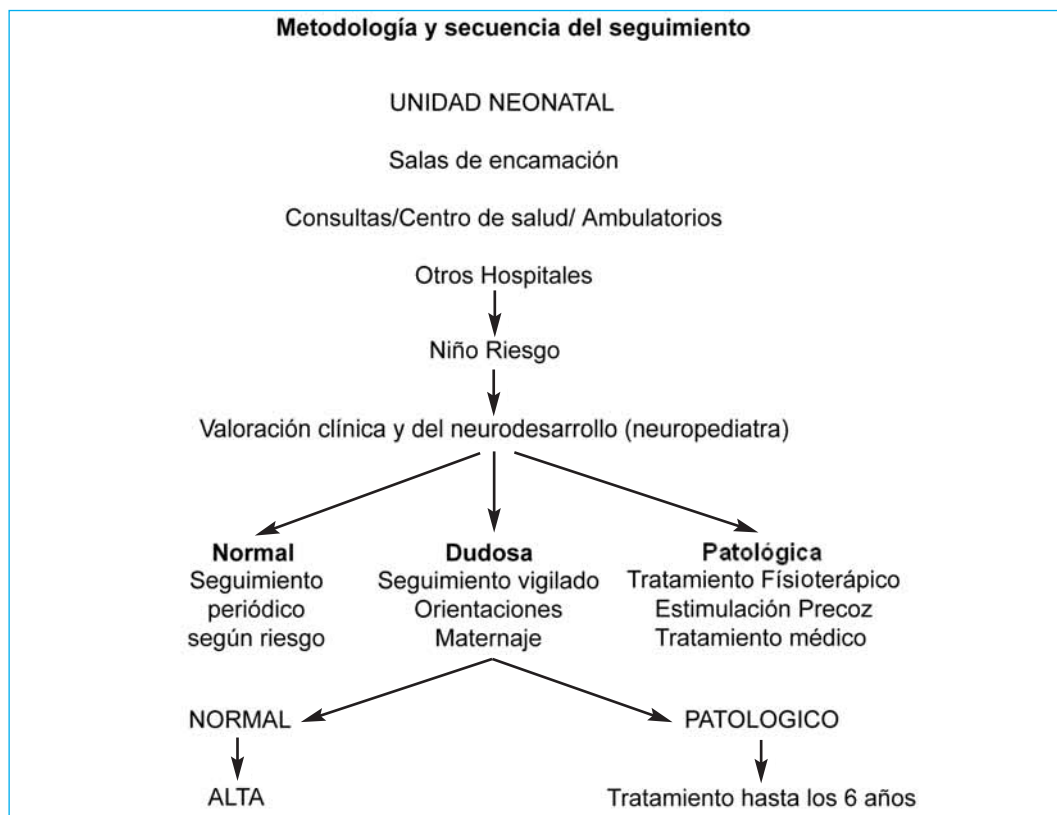 Metodología y secuencia del seguimiento
UNIDAD NEONATAL
Salas de encamación
Consultas/Centro de salud/ Ambulatorios
Otros Hospitales
Niño Riesgo
Valoración clínica y del neurodesarrollo (neuropediatra)
Normal
Seguimiento
periódico
según riesgo
Dudosa
Seguimiento vigilado
Orientaciones
Maternaje
Patológica
Tratamiento Físioterápico
Estimulación Precoz
Tratamiento médico
NORMAL
PATOLOGICO
ALTA
Tratamiento hasta los 6 años